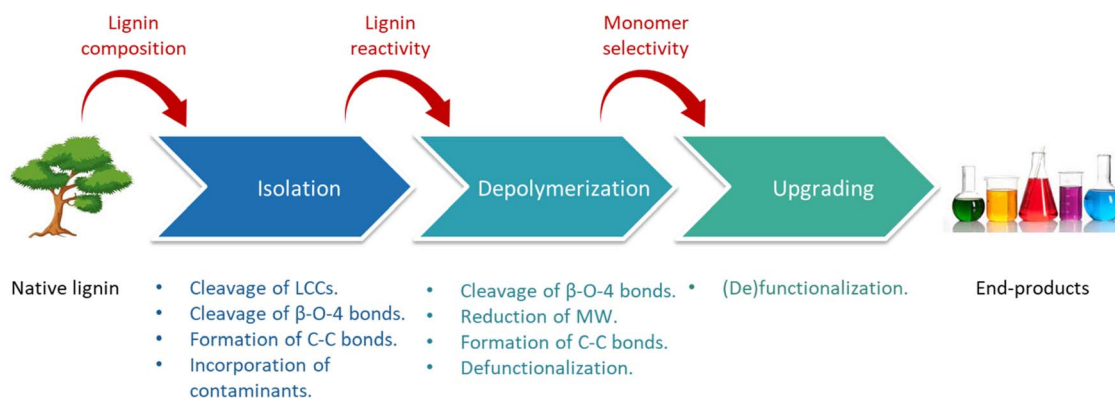 Lignin
composition
Lignin
reactivity
Monomer
selectivity
Isolation
Depolymerization
Upgrading
Native lignin
• Cleavage of LCCs.
• Cleavage of β-O-4 bonds.
• Formation of C-C bonds.
• Incorporation of
contaminants.
• Cleavage of β-O-4 bonds.
• Reduction of MW.
• Formation of C-C bonds.
• Defunctionalization.
• (De)functionalization.
End-products